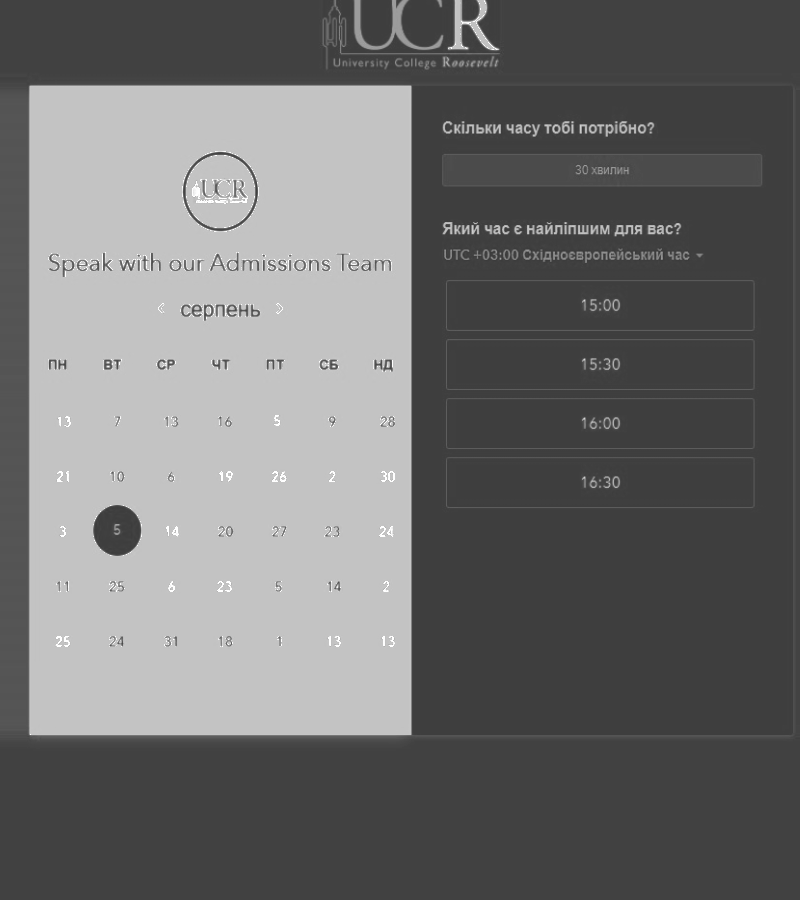 UCR
University College Roosevelt
UCR
Speak with our Admissions Team
серпень
ПН ВТ СР ЧТ ПТ СБ НД
13 7 13 16 5 9 28
21 10 6 19 26 2 30
3 5 14 20 27 23 24
11 25 6 23 5 14 2
25 24 31 18 1 13 13
Скільки часу тобі потрібно?
30 хвилин
Який час є найліпшим для вас?
UTC +03:00 Східноєвропейський час
15:00
15:30
16:00
16:30